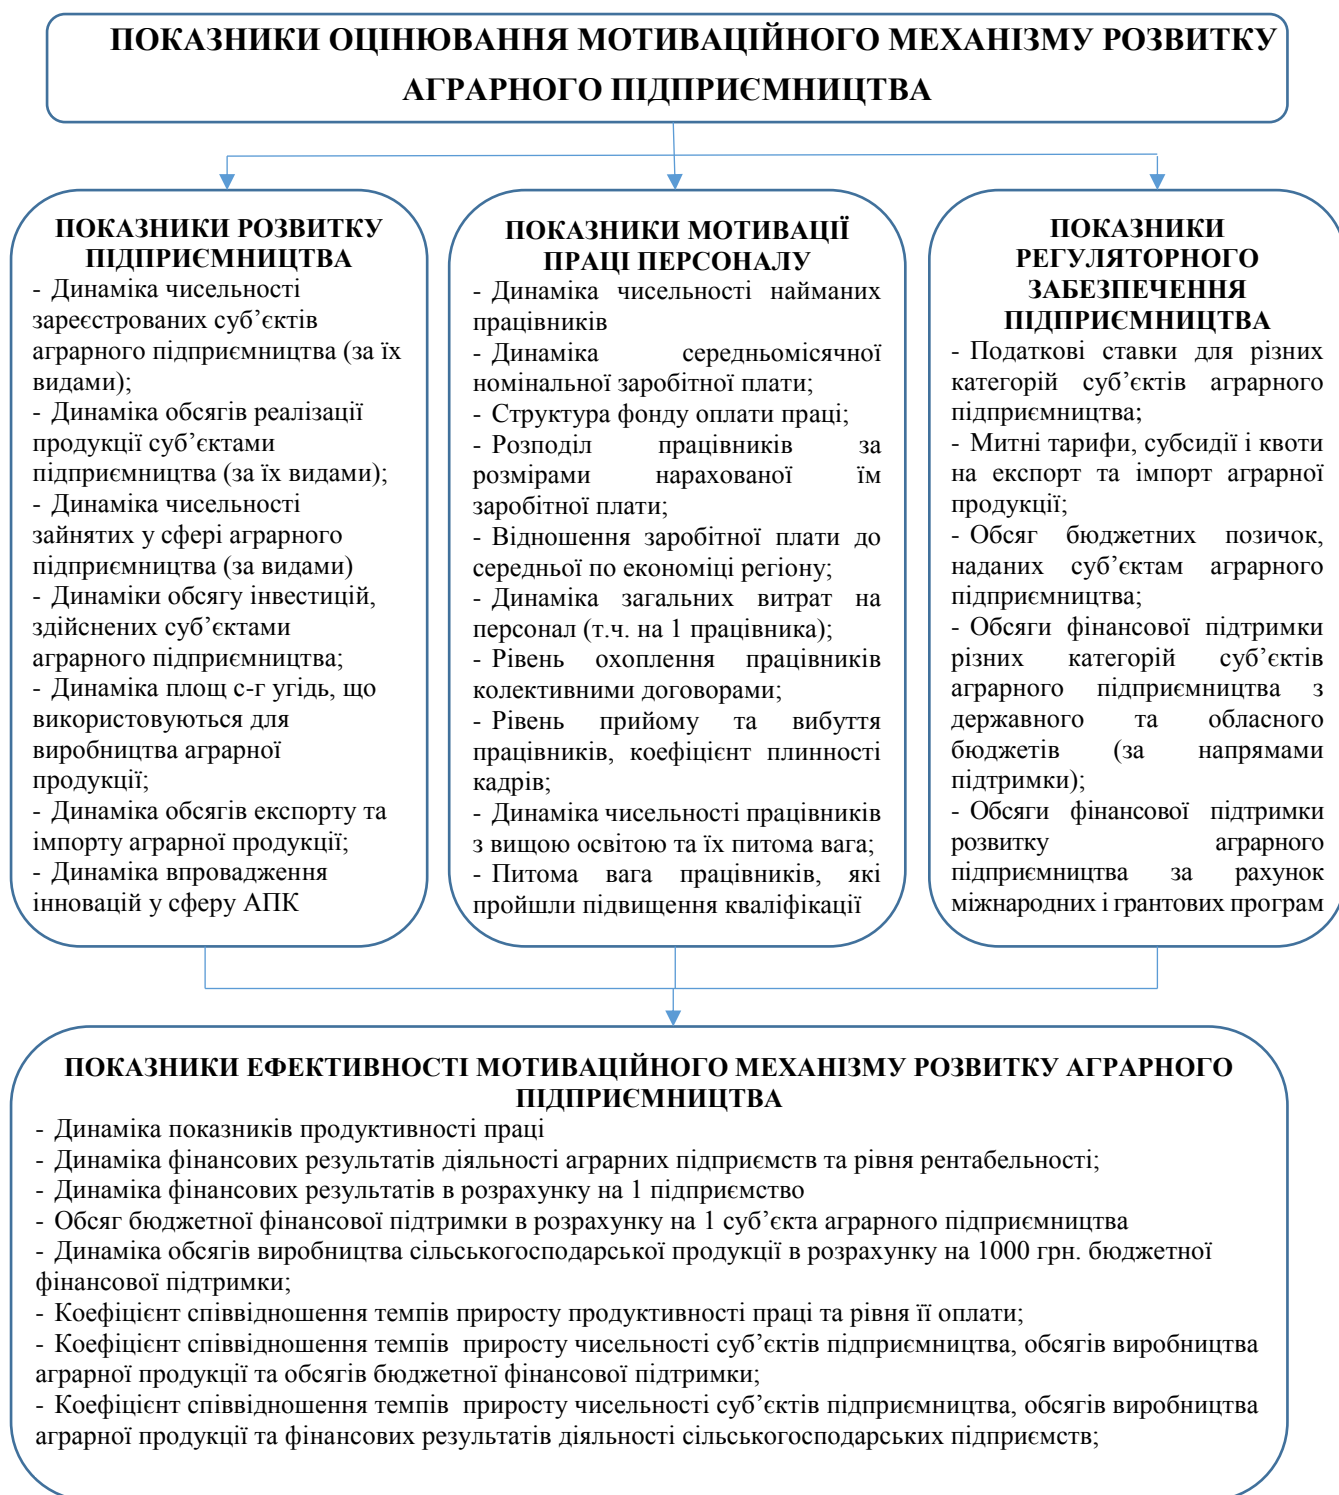 ПОКАЗНИКИ ОЦІНЮВАННЯ МОТИВАЦІЙНОГО МЕХАНІЗМУ РОЗВИТКУ
АГРАРНОГО ПІДПРИЄМНИЦТВА
ПОКАЗНИКИ РОЗВИТКУ
ПІДПРИЄМНИЦТВА
- Динаміка чисельності
зареєстрованих суб’єктів
аграрного підприємництва (за їх
видами);
- Динаміка обсягів реалізації
продукції суб’єктами
підприємництва (за їх видами);
- Динаміка чисельності
зайнятих у сфері аграрного
підприємництва (за видами)
- Динаміки обсягу інвестицій,
здійснених суб’єктами
аграрного підприємництва;
- Динаміка площ с-г угідь, що
використовуються для
виробництва аграрної
продукції;
- Динаміка обсягів експорту та
імпорту аграрної продукції;
- Динаміка впровадження
інновацій у сферу АПК
ПОКАЗНИКИ МОТИВАЦІЇ
ПРАЦІ ПЕРСОНАЛУ
- Динаміка чисельності найманих
працівників
- Динаміка середньомісячної
номінальної заробітної плати;
- Структура фонду оплати праці;
- Розподіл працівників за
розмірами нарахованої їм
заробітної плати;
- Відношення заробітної плати до
середньої по економіці регіону;
- Динаміка загальних витрат на
персонал (т.ч. на 1 працівника);
- Рівень охоплення працівників
колективними договорами;
- Рівень прийому та вибуття
працівників, коефіцієнт плинності
кадрів;
- Динаміка чисельності працівників
з вищою освітою та їх питома вага;
- Питома вага працівників, які
пройшли підвищення кваліфікації
ПОКАЗНИКИ
РЕГУЛЯТОРНОГО
ЗАБЕЗПЕЧЕННЯ
ПІДПРИЄМНИЦТВА
- Податкові ставки для різних
категорій суб’єктів аграрного
підприємництва;
- Митні тарифи, субсидії і квоти
на експорт та імпорт аграрної
продукції;
- Обсяг бюджетних позичок,
наданих суб’єктам аграрного
підприємництва;
- Обсяги фінансової підтримки
різних категорій суб’єктів
аграрного підприємництва з
державного та обласного
бюджетів (за напрямами
підтримки);
- Обсяги фінансової підтримки
розвитку аграрного
підприємництва за рахунок
міжнародних і грантових програм
ПОКАЗНИКИ ЕФЕКТИВНОСТІ МОТИВАЦІЙНОГО МЕХАНІЗМУ РОЗВИТКУ АГРАРНОГО
ПІДПРИЄМНИЦТВА
- Динаміка показників продуктивності праці
- Динаміка фінансових результатів діяльності аграрних підприємств та рівня рентабельності;
- Динаміка фінансових результатів в розрахунку на 1 підприємство
- Обсяг бюджетної фінансової підтримки в розрахунку на 1 суб’єкта аграрного підприємництва
- Динаміка обсягів виробництва сільськогосподарської продукції в розрахунку на 1000 грн. бюджетної
фінансової підтримки;
- Коефіцієнт співвідношення темпів приросту продуктивності праці та рівня її оплати;
- Коефіцієнт співвідношення темпів  приросту чисельності суб’єктів підприємництва, обсягів виробництва
аграрної продукції та обсягів бюджетної фінансової підтримки;
- Коефіцієнт співвідношення темпів  приросту чисельності суб’єктів підприємництва, обсягів виробництва
аграрної продукції та фінансових результатів діяльності сільськогосподарських підприємств;